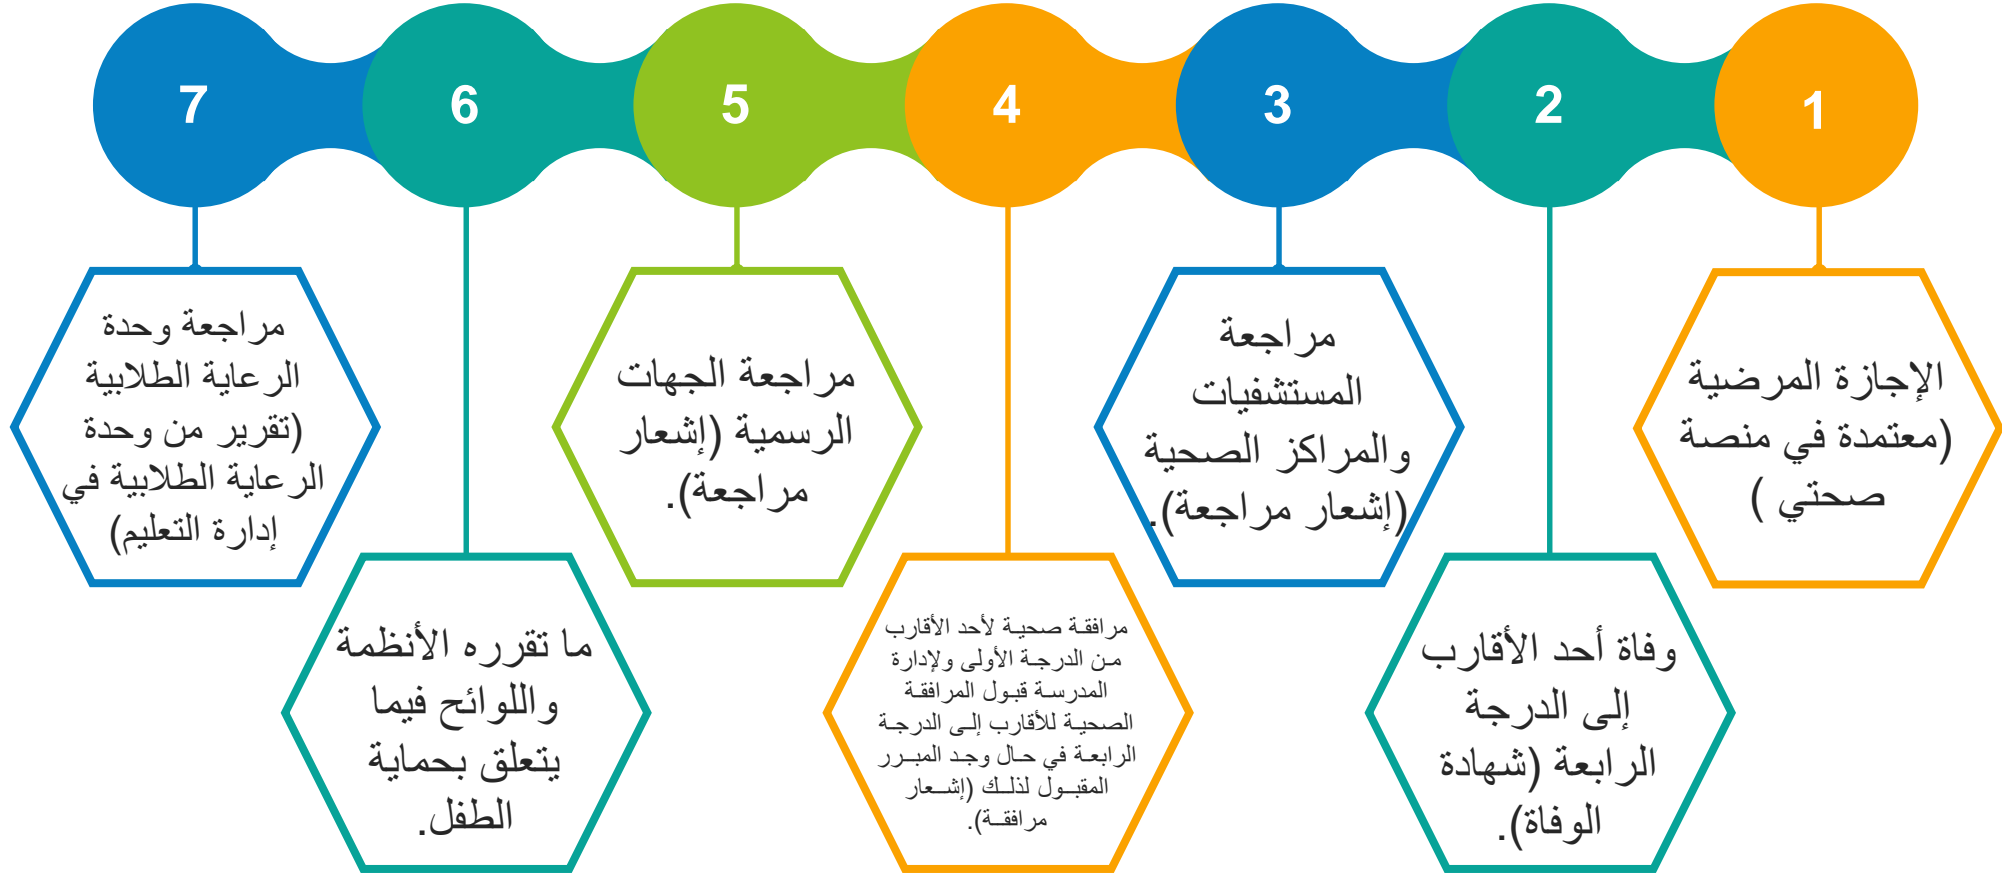 1
الإجازة المرضية
(معتمدة في منصة
صحتي )
2
وفاة أحد الأقارب
إلى الدرجة
الرابعة (شهادة
الوفاة).
3
مراجعة
المستشفيات
والمراكز الصحية
(إشعار مراجعة).
4
مرافقة صحية لأحد الأقارب
من الدرجة الأولى ولإدارة
المدرسة قبول المرافقة
الصحية للأقارب إلى الدرجة
الرابعة في حال وجد المبرر
المقبول لذلك (إشعار
مرافقة).
5
مراجعة الجهات
الرسمية (إشعار
مراجعة).
6
ما تقرره الأنظمة
واللوائح فيما
يتعلق بحماية
الطفل.
7
مراجعة وحدة
الرعاية الطلابية
(تقرير من وحدة
الرعاية الطلابية في
إدارة التعليم)